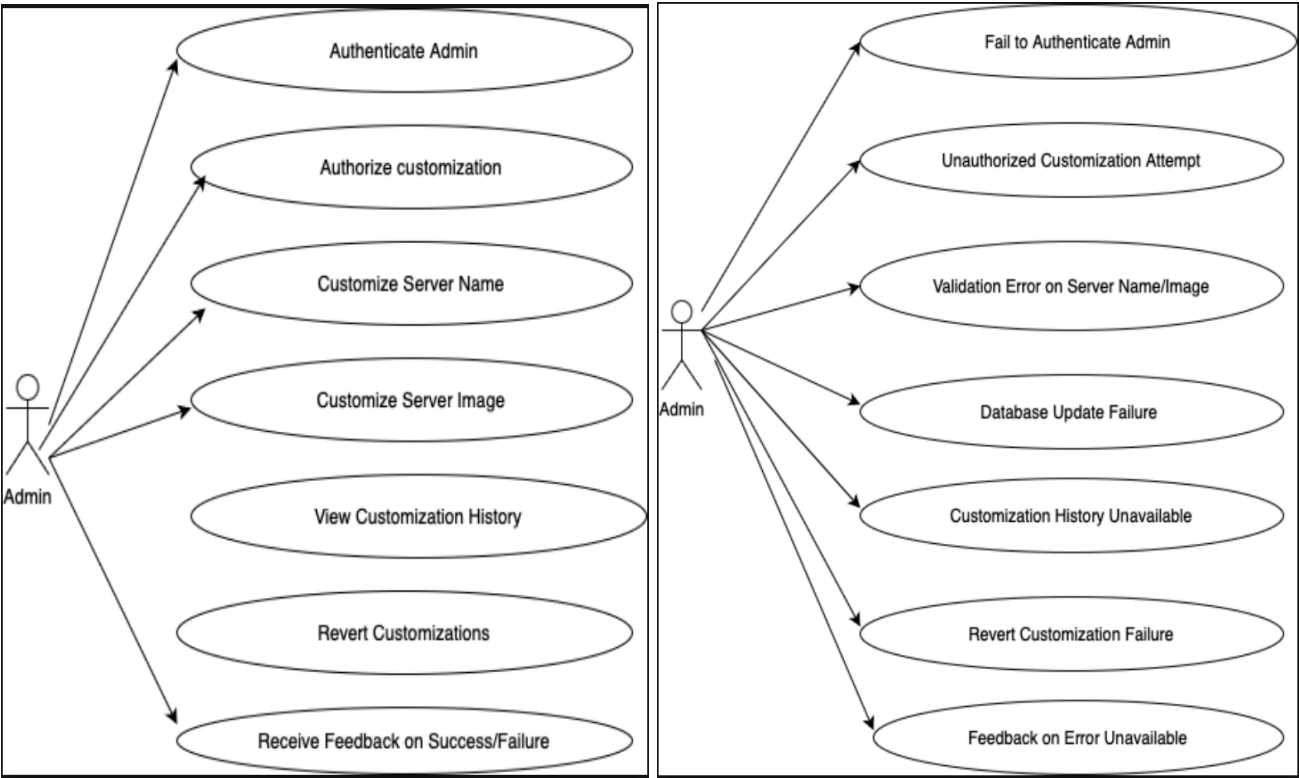 Authenticate Admin
Authorize customization
Customize Server Name
Customize Server Image
View Customization History
Revert Customizations
Receive Feedback on Success/Failure
Admin
Fail to Authenticate Admin
Unauthorized Customization Attempt
Validation Error on Server Name/Image
Database Update Failure
Customization History Unavailable
Revert Customization Failure
Feedback on Error Unavailable
Admin